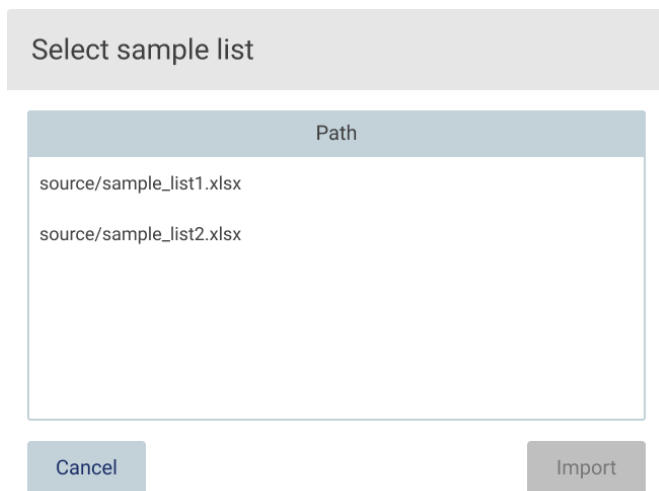 Select sample list
Path
source/sample_list1.xlsx
source/sample_list2.xlsx
Cancel
Import